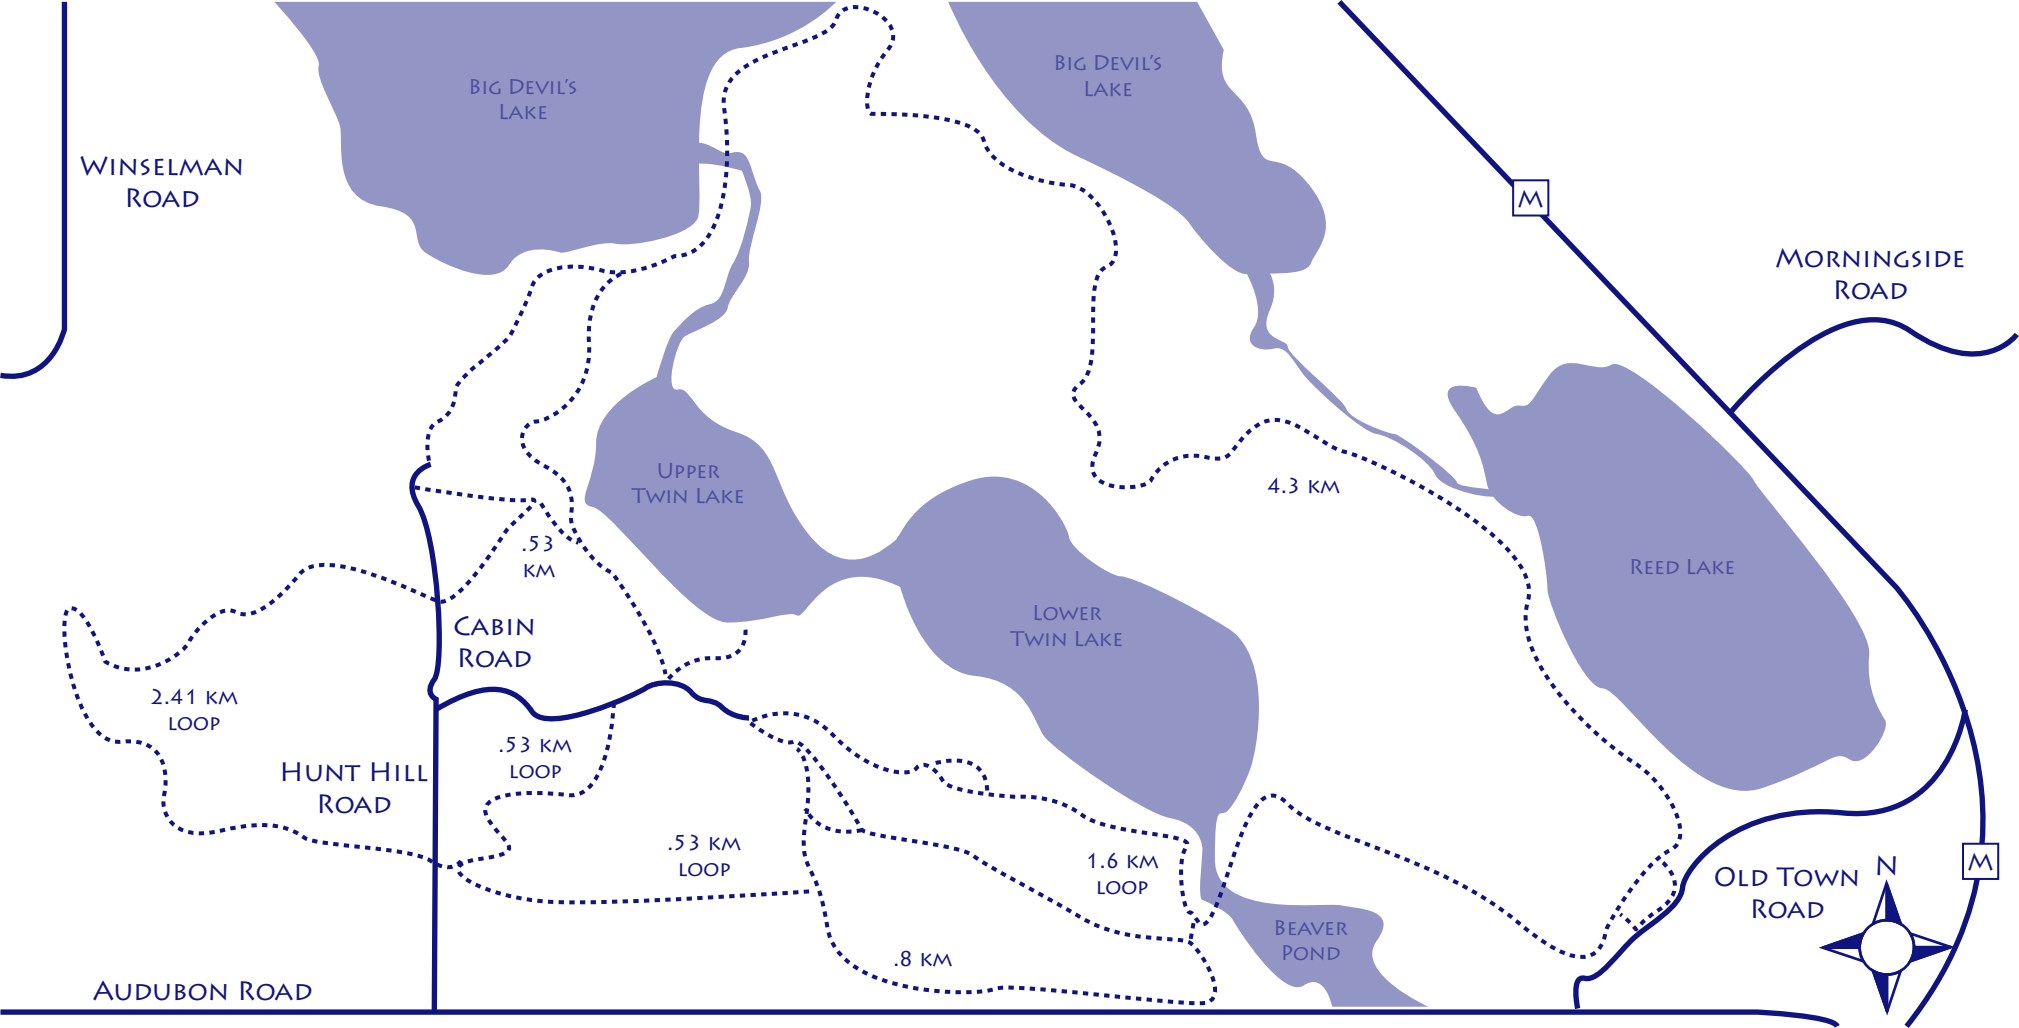 BIG DEVIL'S
LAKE
BIG DEVIL'S
LAKE
WINSELMAN
ROAD
M
MORNINGSIDE
ROAD
UPPER
TWIN LAKE
4.3 KM
.53
KM
REED LAKE
LOWER
TWIN LAKE
CABIN
ROAD
2.41 KM
LOOP
.53 KM
LOOP
HUNT HILL
ROAD
.53 KM
LOOP
1.6 KM
LOOP
M
OLD TOWN
ROAD
N
BEAVER
POND
.8 KM
AUDUBON ROAD